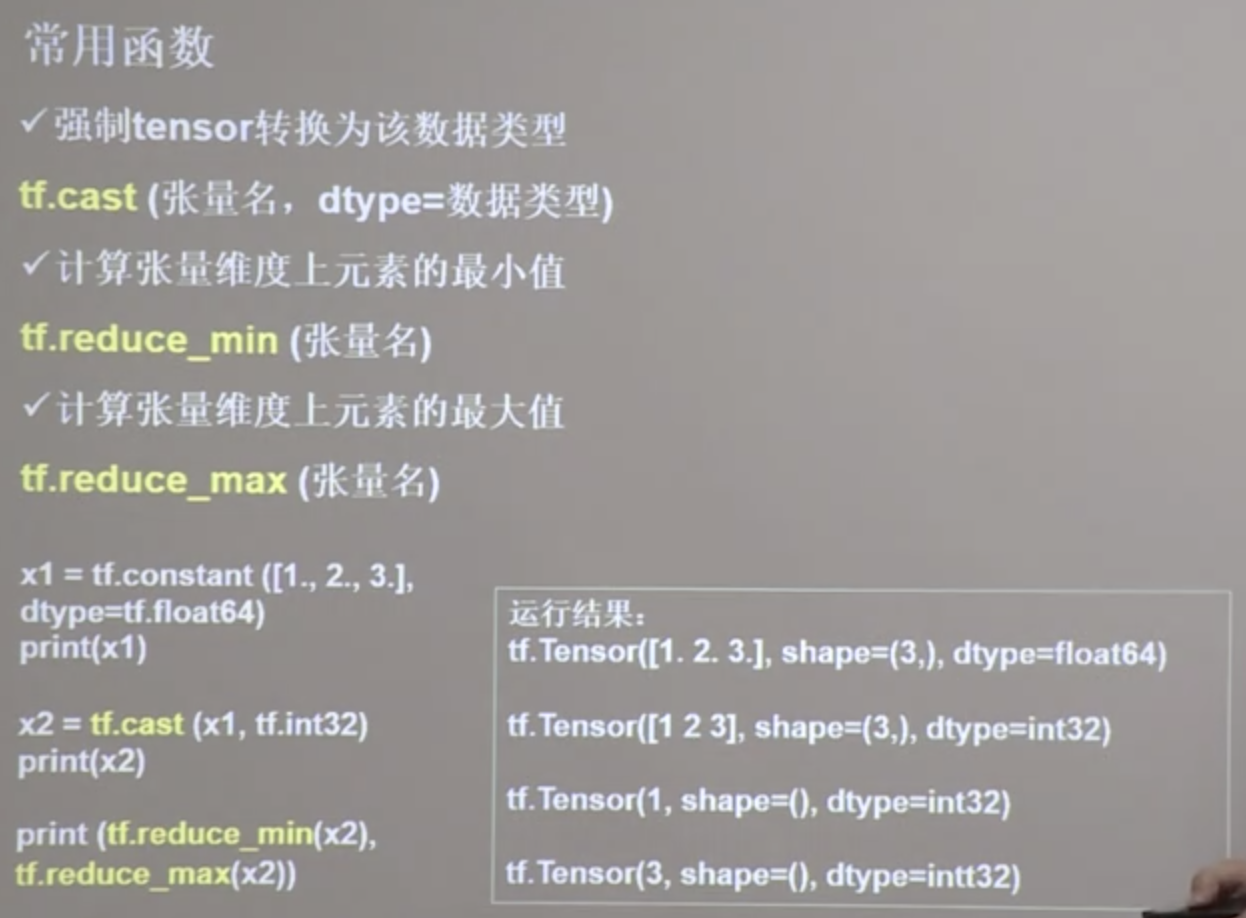 常用函数
✓强制tensor转换为该数据类型
tf.cast (张量名，dtype=数据类型)
✓计算张量维度上元素的最小值
tf.reduce_min (张量名)
✓计算张量维度上元素的最大值
tf.reduce_max (张量名)
x1 = tf.constant ([1., 2., 3.],
dtype=tf.float64)
print(x1)
x2 = tf.cast (x1, tf.int32)
print(x2)
print (tf.reduce_min(x2),
tf.reduce_max(x2))
运行结果：
tf.Tensor([1. 2. 3.], shape=(3,), dtype=float64)
tf.Tensor([1 2 3], shape=(3,), dtype=int32)
tf.Tensor(1, shape=(), dtype=int32)
tf.Tensor(3, shape=(), dtype=intt32)